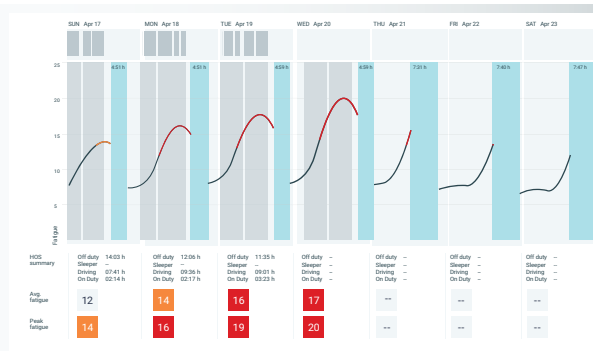 SUN Apr 17
MON Apr 18
TUE Apr 19
WED Apr 20
THU Apr 21
FRI Apr 22
SAT Apr 23
25
20
15
10
5
Fatigue
4:51 h
4:51 h
4:59 h
4:59 h
7:31 h
7:45 h
7:47 h
HOS summary
Off duty 14:03 h
Sleeper –
Driving 07:41 h
On Duty 02:14 h
Off duty 12:06 h
Sleeper –
Driving 09:36 h
On Duty 02:17 h
Off duty 11:35 h
Sleeper –
Driving 09:01 h
On Duty 03:23 h
Off duty –
Sleeper –
Driving –
On Duty –
Off duty –
Sleeper –
Driving –
On Duty –
Off duty –
Sleeper –
Driving –
On Duty –
Off duty –
Sleeper –
Driving –
On Duty –
Avg. fatigue
12
14
16
17
--
--
--
Peak fatigue
14
16
19
20
--
--
--